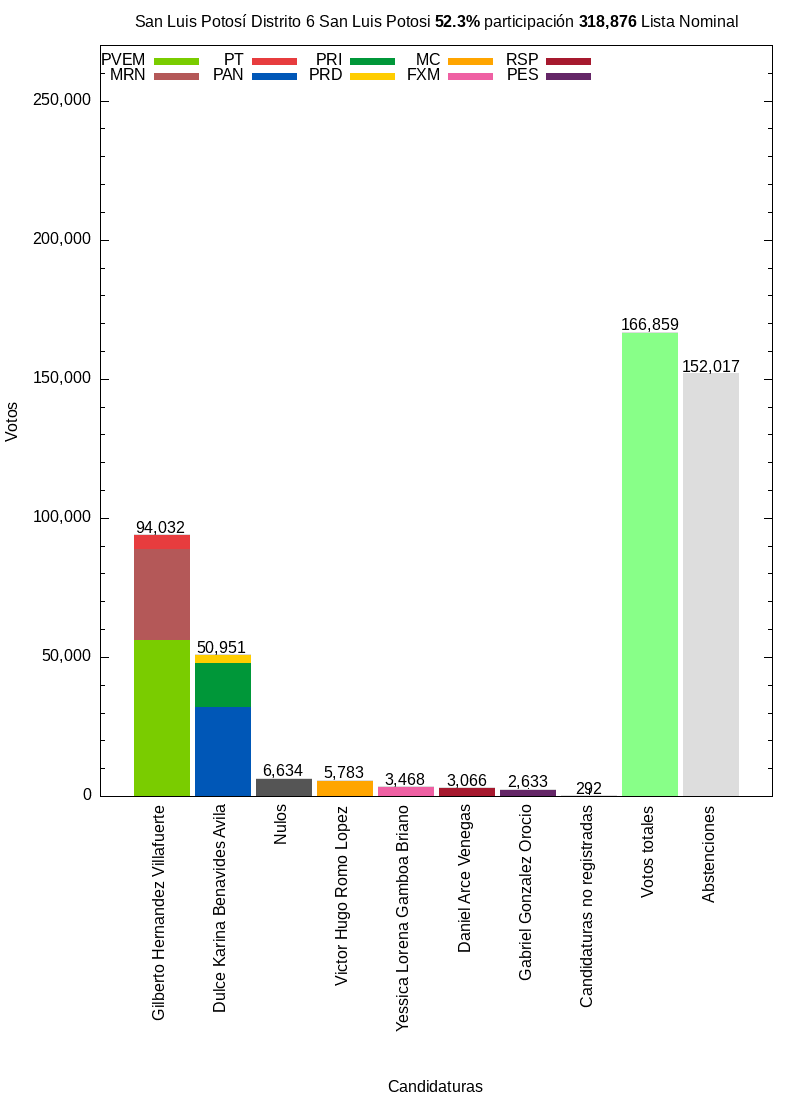 San Luis Potosí Distrito 6 San Luis Potosi 52.3% participación 318,876 Lista Nominal
PVEM PT PRI MC RSP
MRN PAN PRD FXM PES
250,000
200,000
150,000
100,000
50,000
0
Votos
94,032
50,951
6,634
5,783
3,468
3,066
2,633
292
166,859
152,017
Gilberto Hernandez Villafuerte
Dulce Karina Benavides Avila
Nulos
Victor Hugo Romo Lopez
Yessica Lorena Gamboa Briano
Daniel Arce Venegas
Gabriel Gonzalez Orocio
Candidaturas no registradas
Votos totales
Abstenciones
Candidaturas